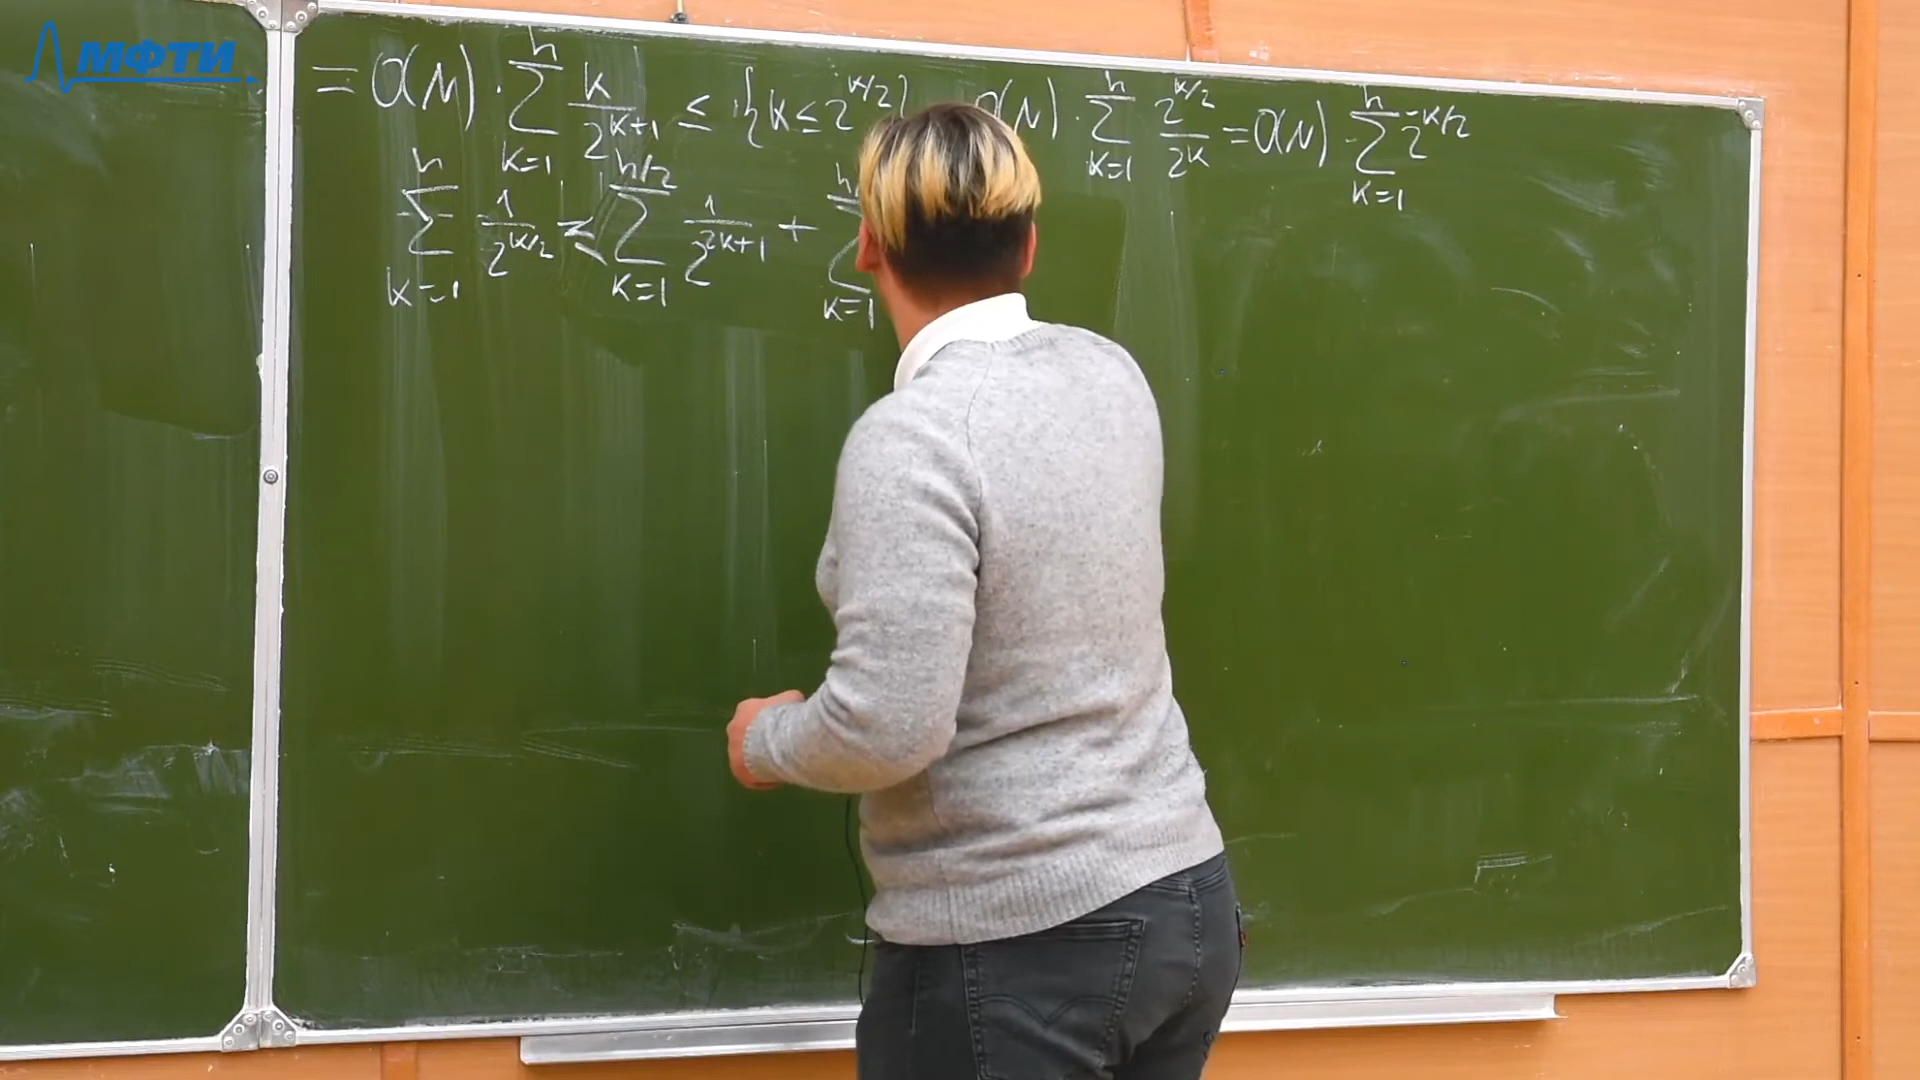 МФТИ
= O(N) · ∑_{k=1}^{h} k/2^{k+1} ≤ {k ≤ 2^{k/2}} O(N) · ∑_{k=1}^{h} 2^{k/2}/2^k = O(N) · ∑_{k=1}^{h} 2^{-k/2}
∑_{k=1}^{h} 1/2^{k/2} ≤ ∑_{k=1}^{h/2} 1/2^{2k+1} + ∑_{k=1}